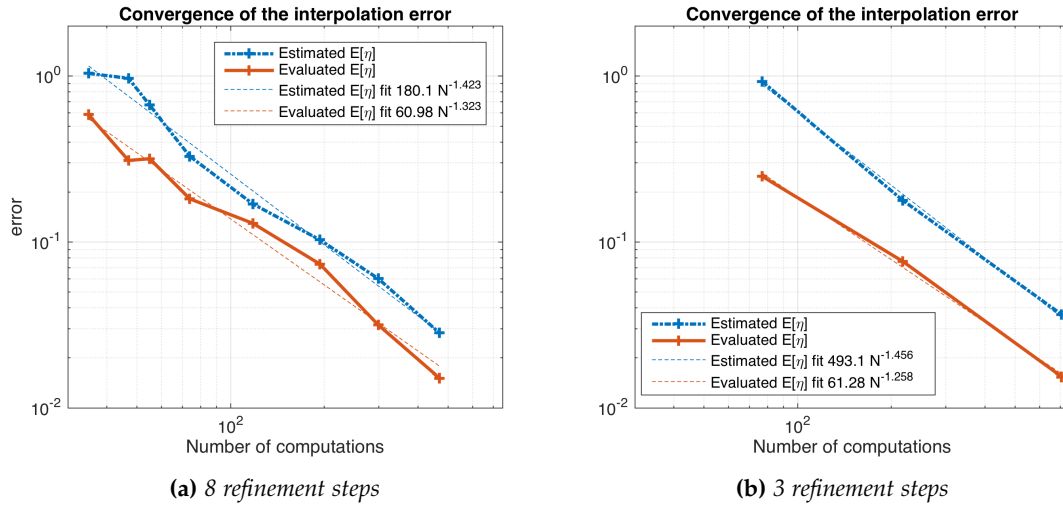 Convergence of the interpolation error
Estimated E[η]
Evaluated E[η]
Estimated E[η] fit 180.1 N^-1.423
Evaluated E[η] fit 60.98 N^-1.323
10^0
10^-1
10^-2
error
10^2
Number of computations
(a) 8 refinement steps
Convergence of the interpolation error
10^0
10^-1
10^-2
Estimated E[η]
Evaluated E[η]
Estimated E[η] fit 493.1 N^-1.456
Evaluated E[η] fit 61.28 N^-1.258
10^2
Number of computations
(b) 3 refinement steps